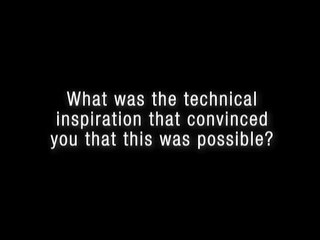 What was the technical
inspiration that convinced
you that this was possible?